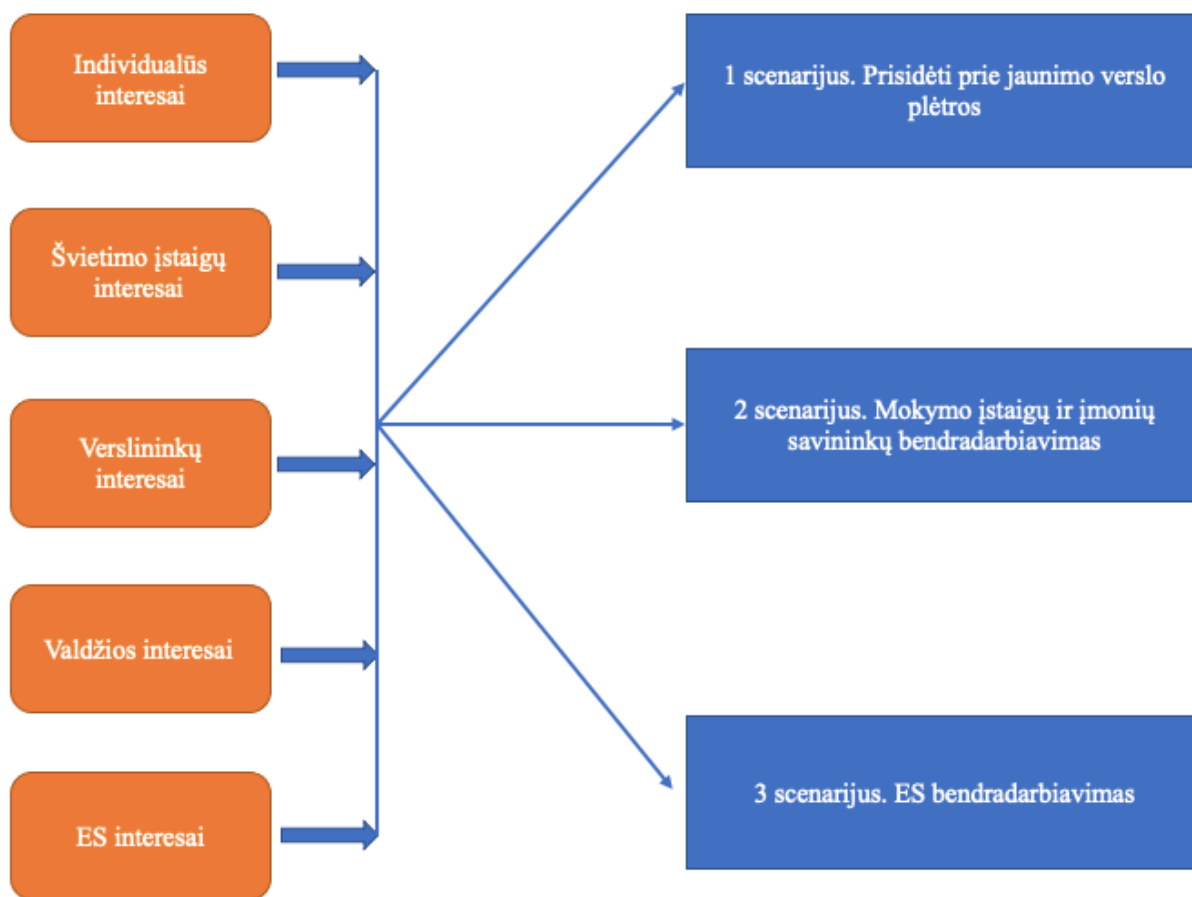 Individualūs
interesai
Švietimo įstaigų
interesai
Verslininkų
interesai
Valdžios interesai
ES interesai
1 scenarijus. Prisidėti prie jaunimo verslo
plėtros
2 scenarijus. Mokymo įstaigų ir įmonių
savininkų bendradarbiavimas
3 scenarijus. ES bendradarbiavimas